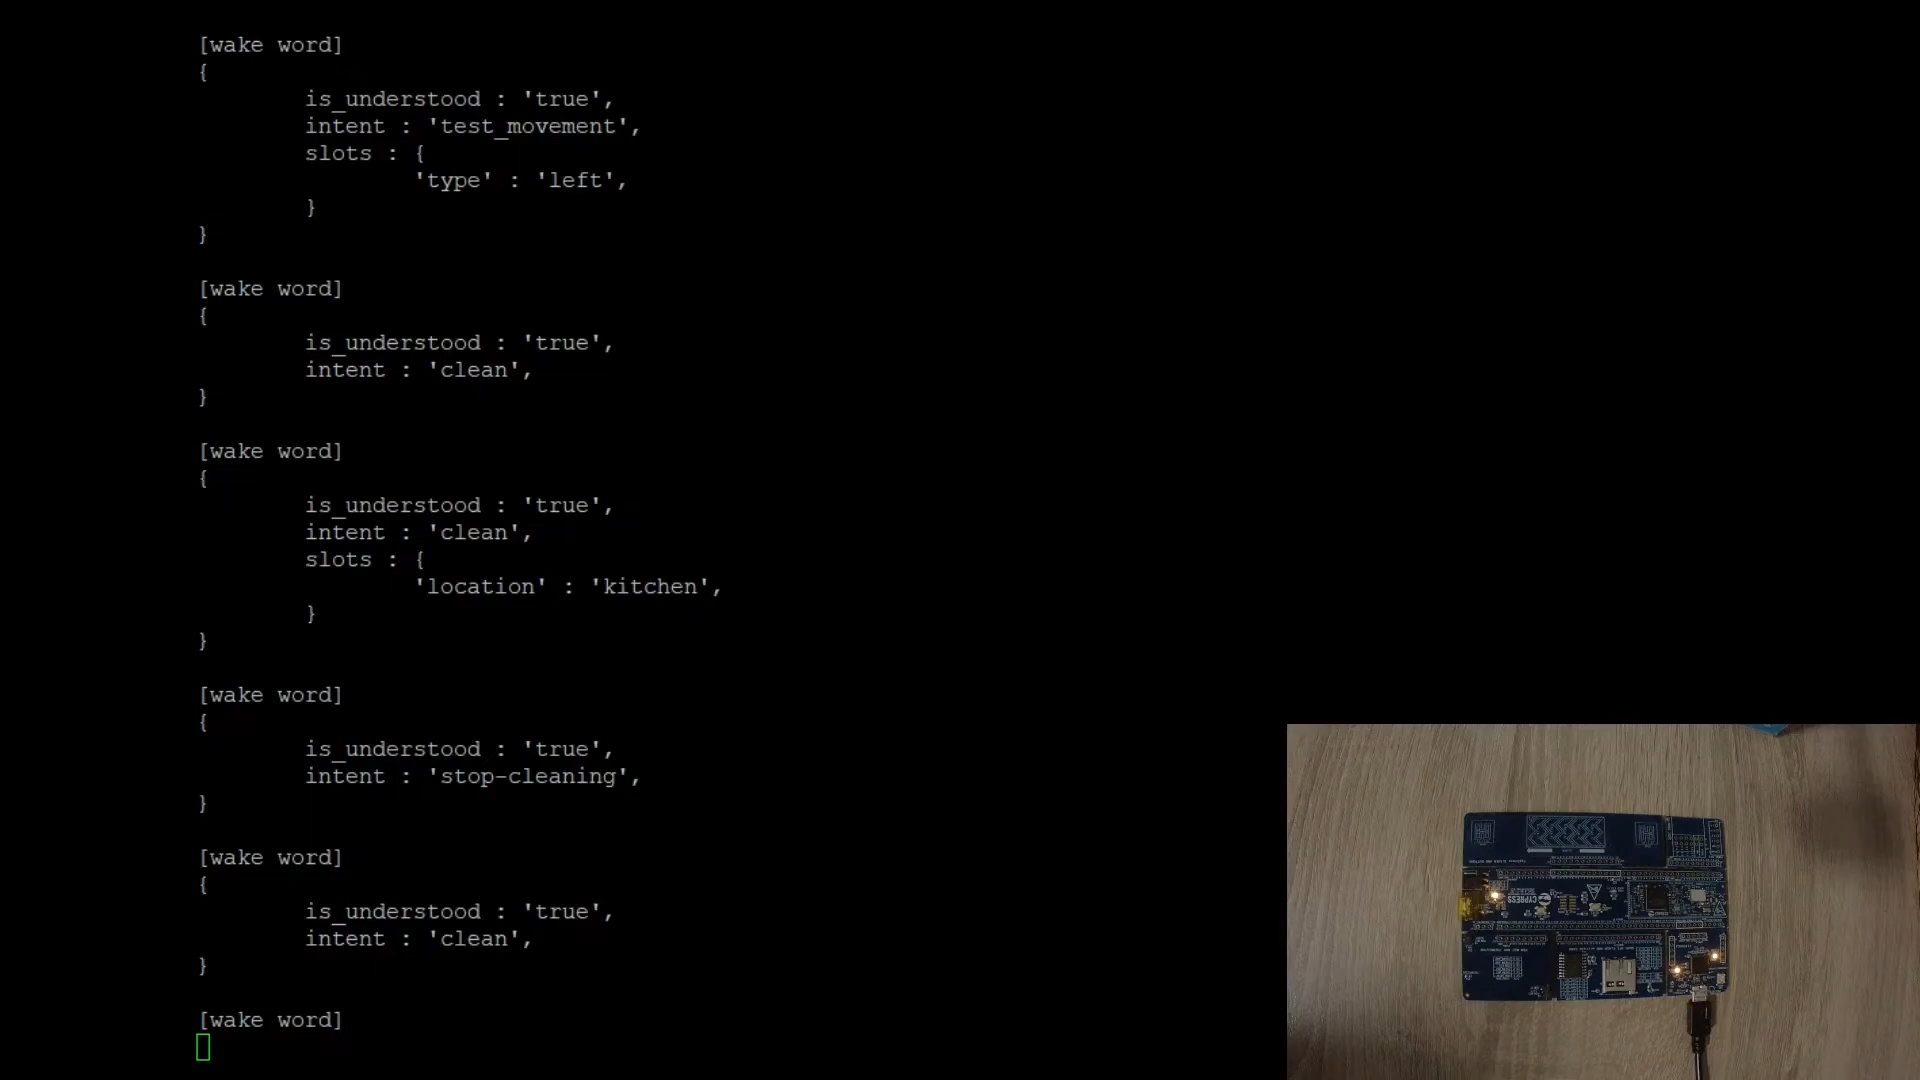 [wake word]
{
is_understood : 'true',
intent : 'test_movement',
slots : {
'type' : 'left',
}
}
[wake word]
{
is_understood : 'true',
intent : 'clean',
}
[wake word]
{
is_understood : 'true',
intent : 'clean',
slots : {
'location' : 'kitchen',
}
}
[wake word]
{
is_understood : 'true',
intent : 'stop-cleaning',
}
[wake word]
{
is_understood : 'true',
intent : 'clean',
}
[wake word]
CYPRESS